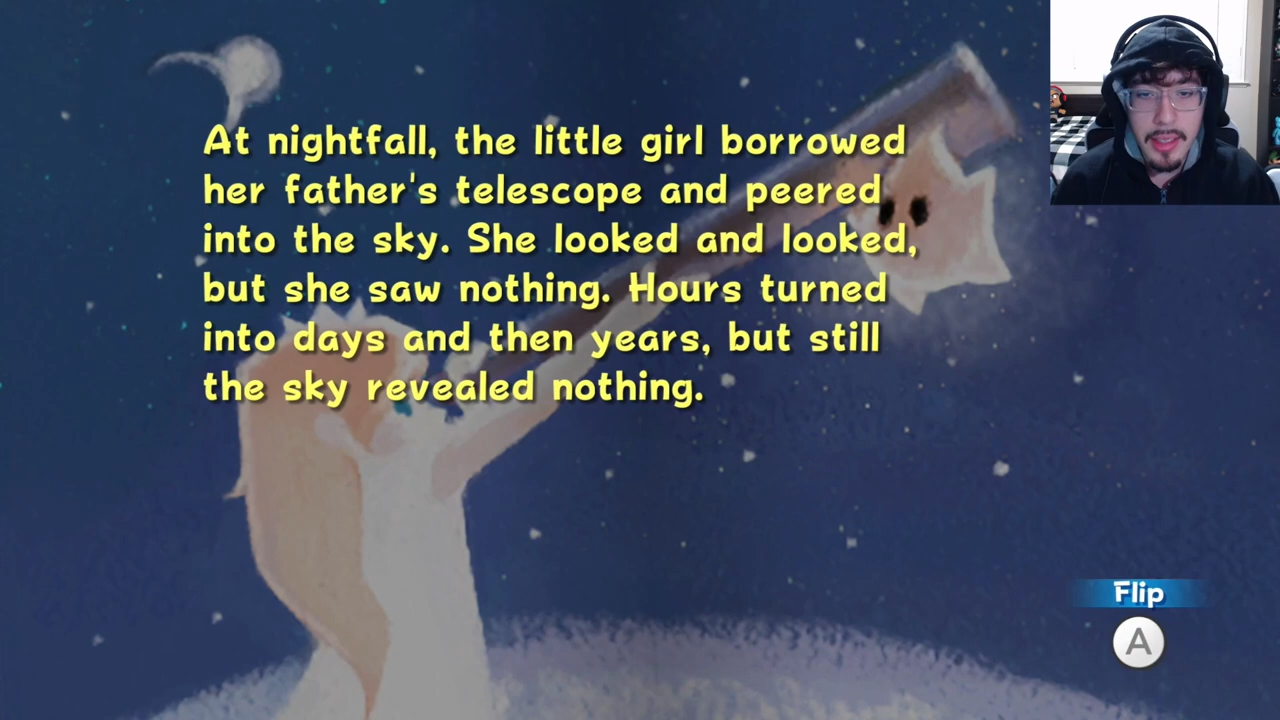 At nightfall, the little girl borrowed
her father's telescope and peered
into the sky. She looked and looked,
but she saw nothing. Hours turned
into days and then years, but still
the sky revealed nothing.
Flip
A